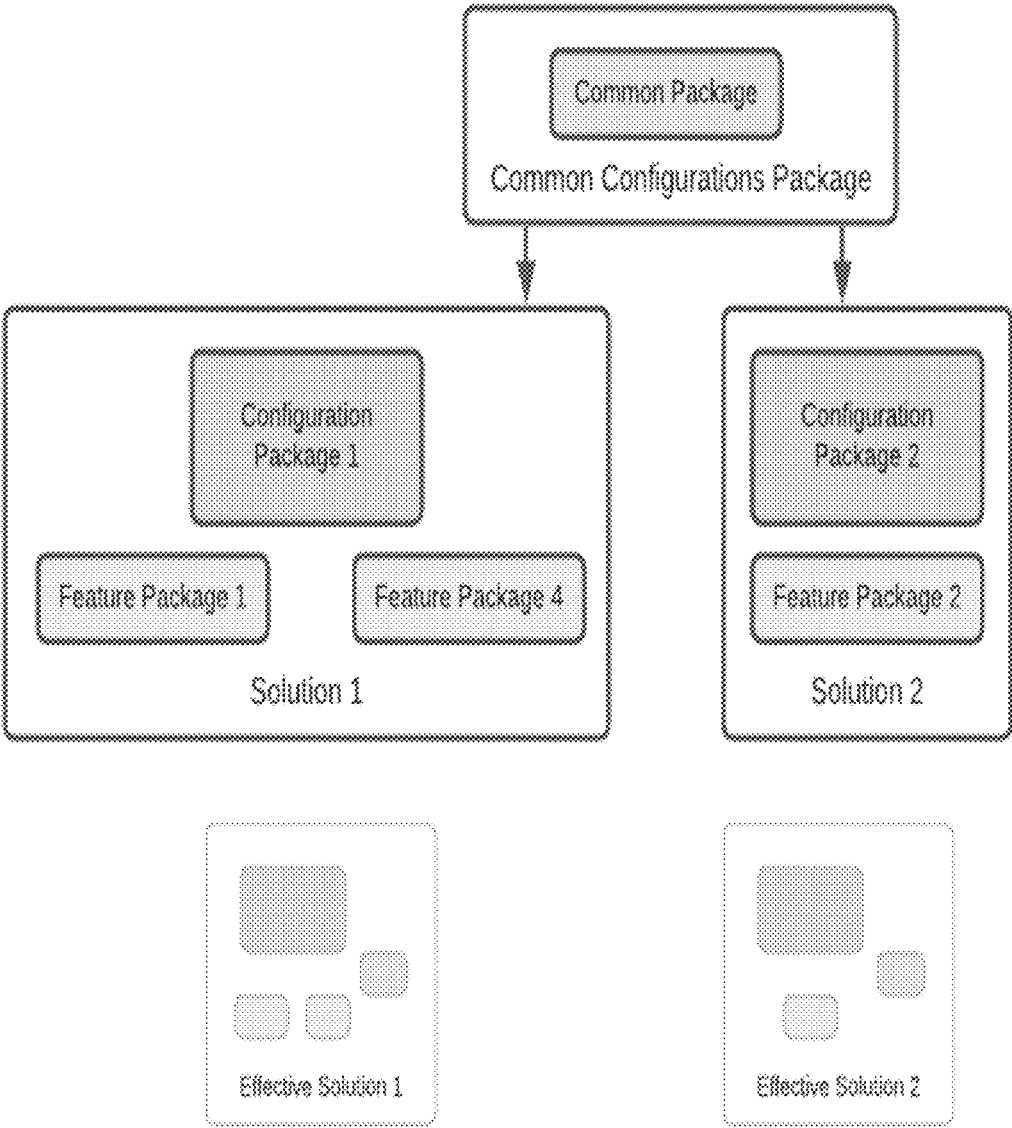 Common Package
Common Configurations Package
Configuration
Package 1
Configuration
Package 2
Feature Package 1
Feature Package 4
Feature Package 2
Solution 1
Solution 2
Effective Solution 1
Effective Solution 2